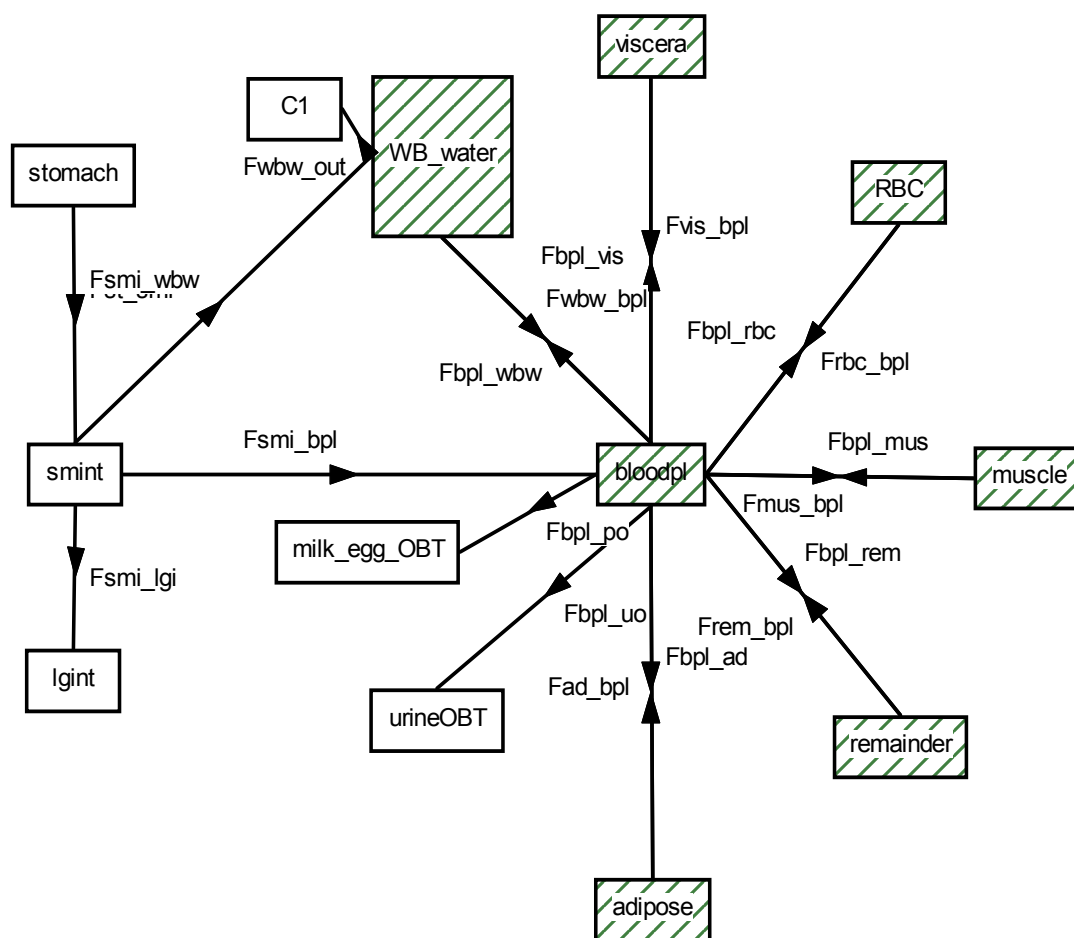 viscera
C1
WB_water
Fwbw_out
stomach
RBC
Fvis_bpl
Fbpl_vis
Fsmi_wbw
Fwbw_bpl
Fbpl_rbc
Frbc_bpl
Fbpl_wbw
Fsmi_bpl
Fbpl_mus
smint
bloodpl
muscle
Fmus_bpl
Fbpl_po
milk_egg_OBT
Fbpl_rem
Fsmi_lgi
Fbpl_uo
Frem_bpl
Fbpl_ad
lgint
Fad_bpl
urineOBT
remainder
adipose